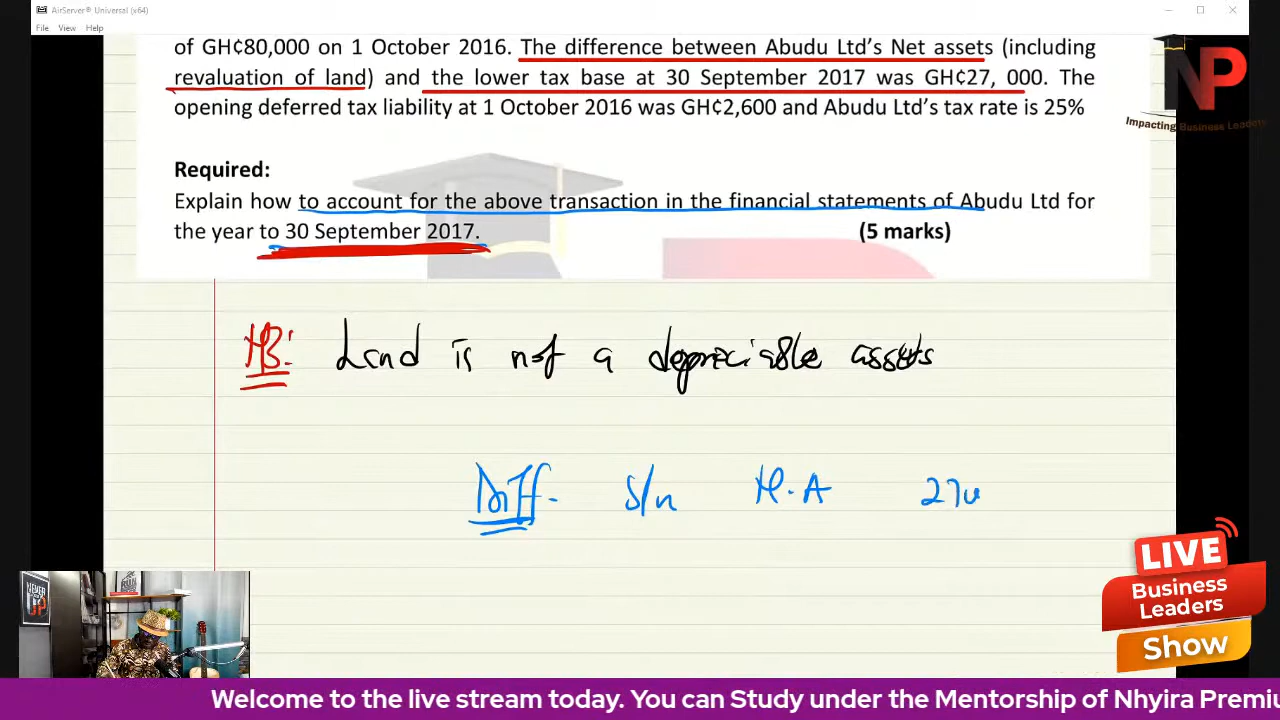 AirServer® Universal (x64)
File View Help
of GH¢80,000 on 1 October 2016. The difference between Abudu Ltd's Net assets (including
revaluation of land) and the lower tax base at 30 September 2017 was GH¢27, 000. The
opening deferred tax liability at 1 October 2016 was GH¢2,600 and Abudu Ltd's tax rate is 25%
NP
Impacting Business Leaders
Required:
Explain how to account for the above transaction in the financial statements of Abudu Ltd for
the year to 30 September 2017. (5 marks)
NB: Land is not a depreciable assets
Diff. b/n N.A
LIVE
Business
Leaders
Show
Welcome to the live stream today. You can Study under the Mentorship of Nhyira Premiu